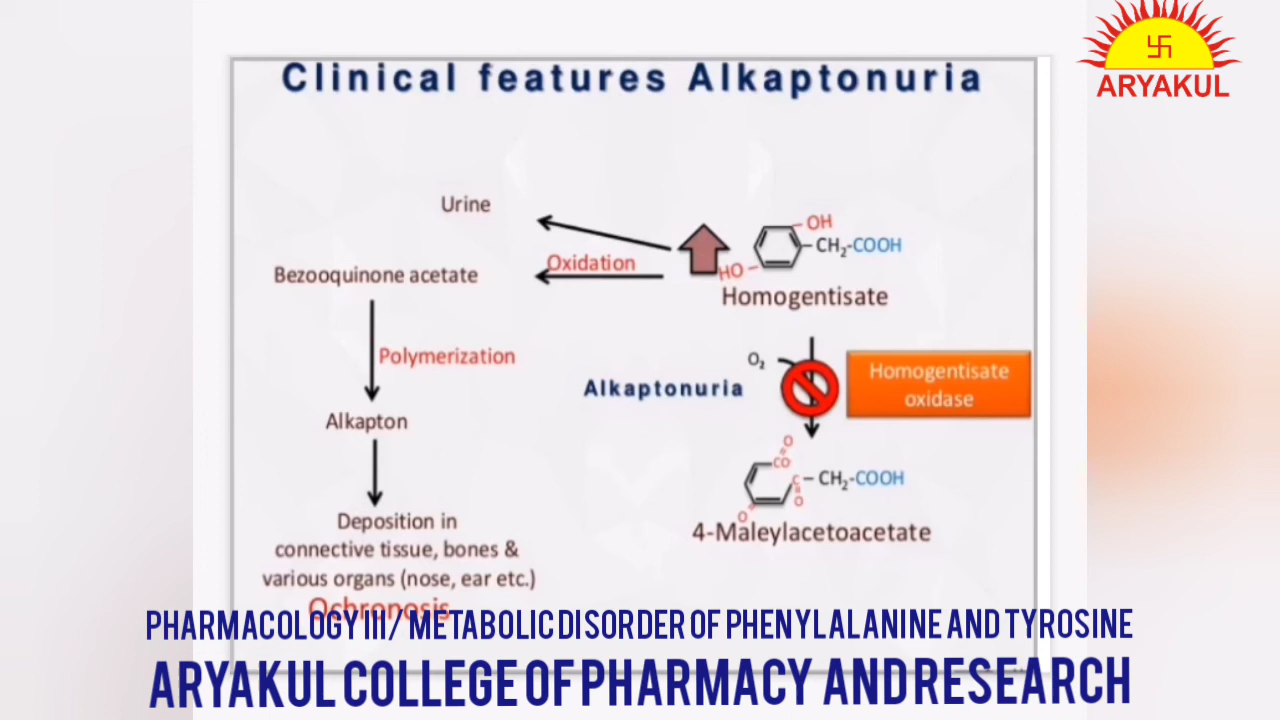 ARYAKUL
Clinical features Alkaptonuria
Urine
OH
CH2-COOH
HO
Oxidation
Bezooquinone acetate
Homogentisate
Polymerization
O2
Alkaptonuria
Homogentisate
oxidase
Alkapton
O
CO
C
CH2-COOH
O
O
4-Maleylacetoacetate
Deposition in
connective tissue, bones &
various organs (nose, ear etc.)
Ochronosis
PHARMACOLOGY III/ METABOLIC DISORDER OF PHENYLALANINE AND TYROSINE
ARYAKUL COLLEGE OF PHARMACY AND RESEARCH